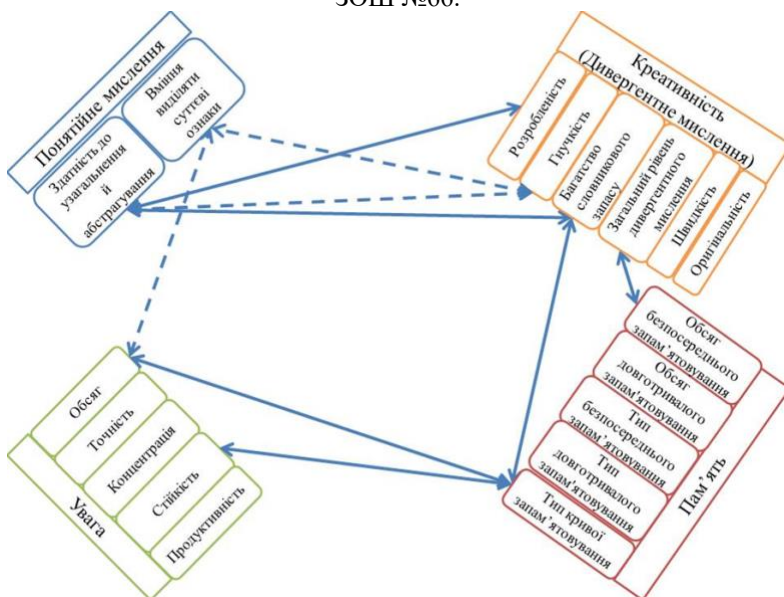 ЗОШ №66.
Понятійне мислення
Здатність до
узагальнення
й
абстрагування
Вміння
виділяти
суттєві
ознаки
Креативність
(Дивергентне мислення)
Розробленість
Гнучкість
Багатство
словникового
запасу
Загальний рівень
дивергентного
мислення
Швидкість
Оригінальність
Увага
Обсяг
Точність
Концентрація
Стійкість
Продуктивність
Пам’ять
Обсяг
безпосереднього
запам’ятовування
Обсяг
довготривалого
запам’ятовування
Тип
безпосереднього
запам’ятовування
Тип
довготривалого
запам’ятовування
Тип кривої
запам’ятовування